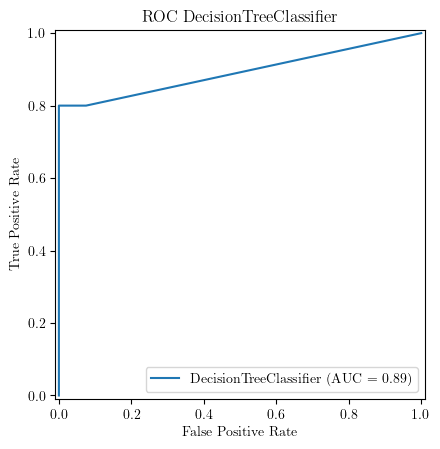 ROC DecisionTreeClassifier
1.0
0.8
0.6
0.4
0.2
0.0
True Positive Rate
DecisionTreeClassifier (AUC = 0.89)
0.0 0.2 0.4 0.6 0.8 1.0
False Positive Rate